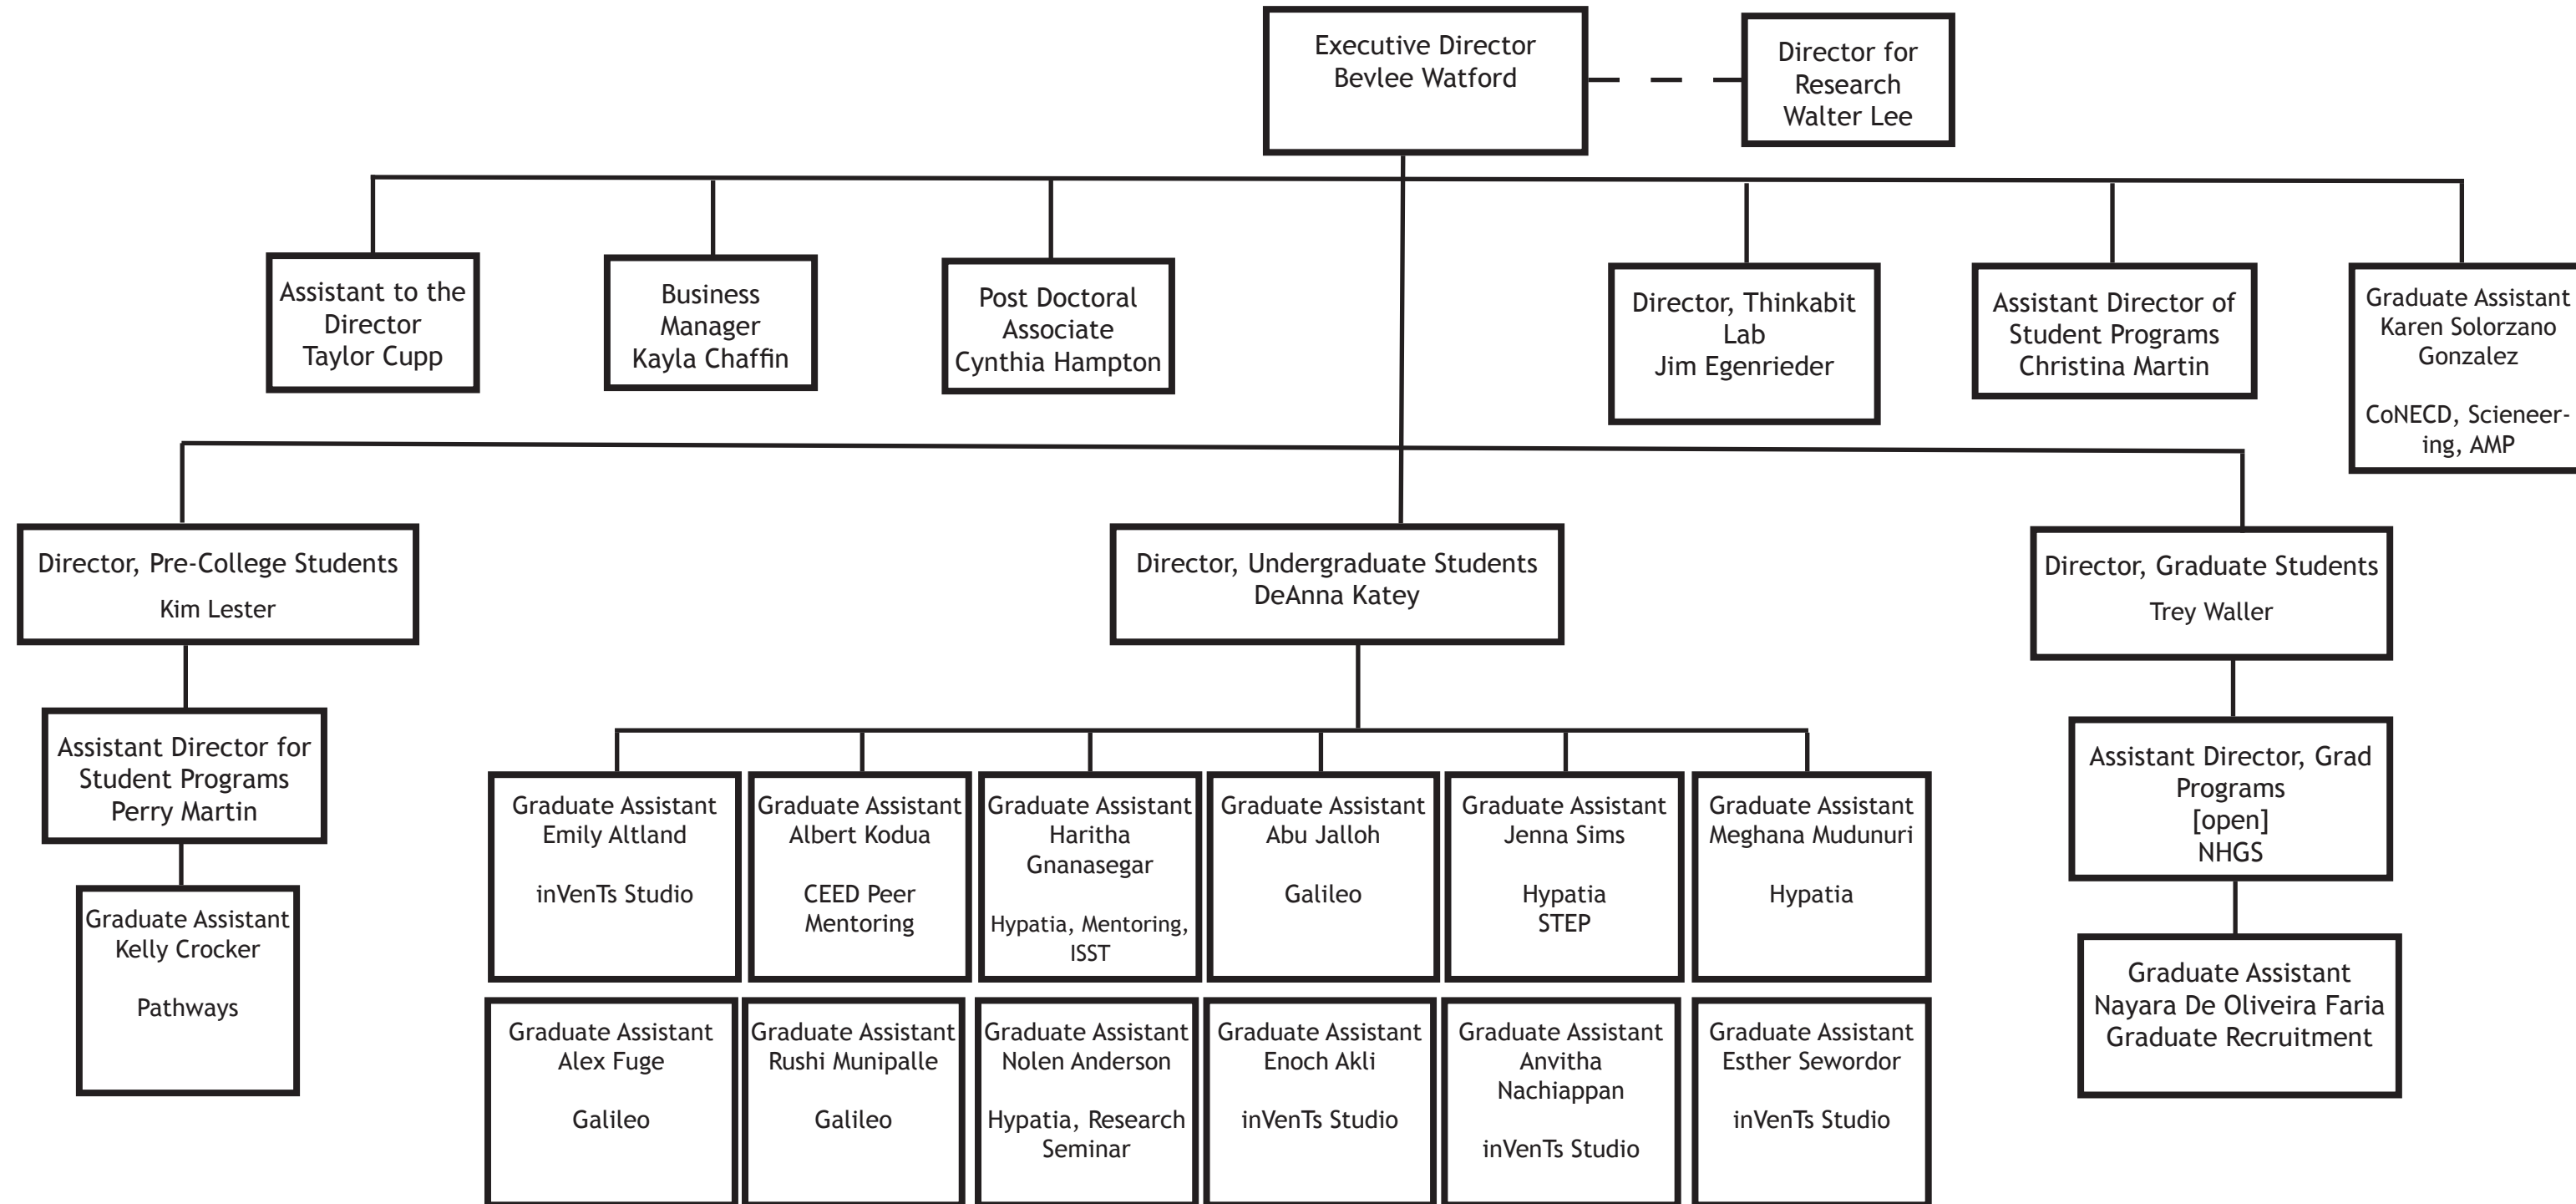 Executive Director
Bevlee Watford
Director for
Research
Walter Lee
Assistant to the
Director
Taylor Cupp
Business
Manager
Kayla Chaffin
Post Doctoral
Associate
Cynthia Hampton
Director, Thinkabit
Lab
Jim Egenrieder
Assistant Director of
Student Programs
Christina Martin
Graduate Assistant
Karen Solorzano
Gonzalez
CoNECD, Scieneer-
ing, AMP
Director, Pre-College Students
Kim Lester
Director, Undergraduate Students
DeAnna Katey
Director, Graduate Students
Trey Waller
Assistant Director for
Student Programs
Perry Martin
Graduate Assistant
Kelly Crocker
Pathways
Graduate Assistant
Emily Altland
inVenTs Studio
Graduate Assistant
Albert Kodua
CEED Peer
Mentoring
Graduate Assistant
Haritha
Gnanasegar
Hypatia, Mentoring,
ISST
Graduate Assistant
Abu Jalloh
Galileo
Graduate Assistant
Jenna Sims
Hypatia
STEP
Graduate Assistant
Meghana Mudunuri
Hypatia
Graduate Assistant
Alex Fuge
Galileo
Graduate Assistant
Rushi Munipalle
Galileo
Graduate Assistant
Nolen Anderson
Hypatia, Research
Seminar
Graduate Assistant
Enoch Akli
inVenTs Studio
Graduate Assistant
Anvitha
Nachiappan
inVenTs Studio
Graduate Assistant
Esther Sewordor
inVenTs Studio
Assistant Director, Grad
Programs
[open]
NHGS
Graduate Assistant
Nayara De Oliveira Faria
Graduate Recruitment